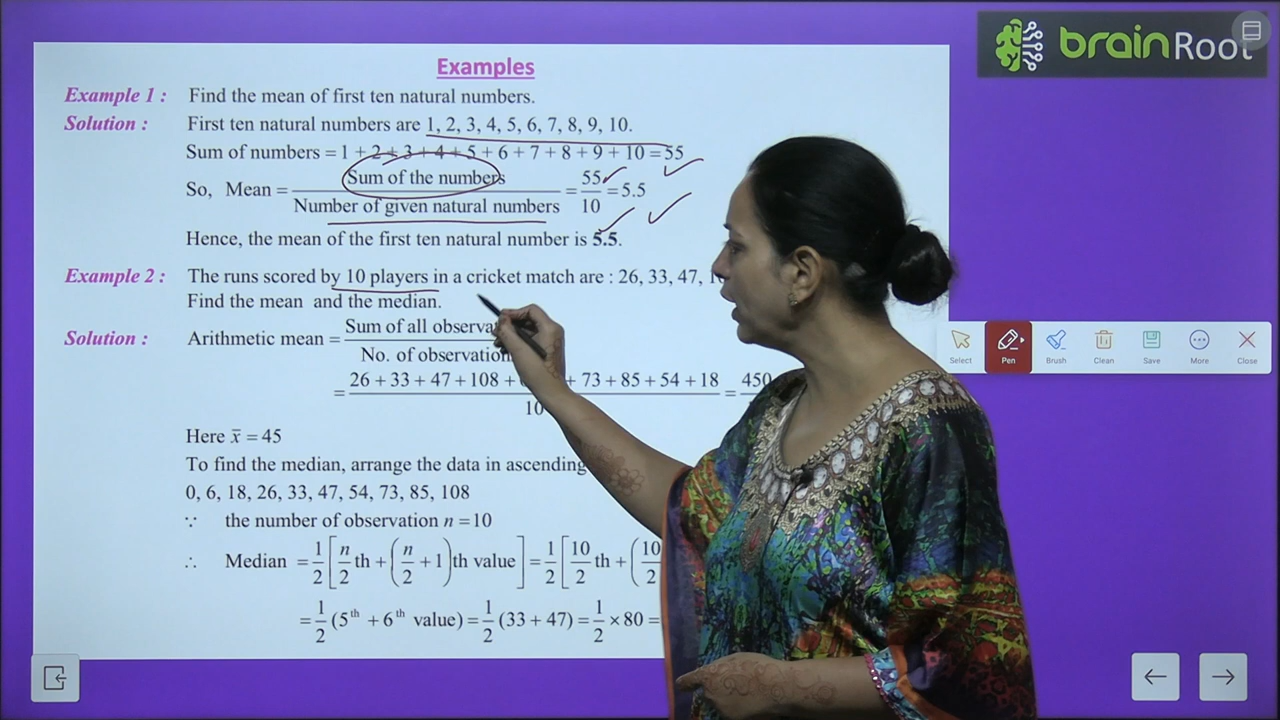 brainRoot
Examples
Example 1 : Find the mean of first ten natural numbers.
Solution : First ten natural numbers are 1, 2, 3, 4, 5, 6, 7, 8, 9, 10.
Sum of numbers = 1 + 2 + 3 + 4 + 5 + 6 + 7 + 8 + 9 + 10 = 55
So, Mean = Sum of the numbers / Number of given natural numbers = 55/10 = 5.5
Hence, the mean of the first ten natural number is 5.5.
Example 2 : The runs scored by 10 players in a cricket match are : 26, 33, 47,
Find the mean and the median.
Solution : Arithmetic mean = Sum of all / No. of
= 26 + 33 + 47 + 108 + + 73 + 85 + 54 + 18 / 10 = 450
Here x̄ = 45
To find the median, arrange the data in ascending
0, 6, 18, 26, 33, 47, 54, 73, 85, 108
∵ the number of observation n = 10
∴ Median = 1/2 [n/2 th + (n/2 + 1) th value] = 1/2 [10/2 th + (10/2
= 1/2 (5th + 6th value) = 1/2 (33 + 47) = 1/2 × 80 =
Select Pen Brush Clean Save More Close